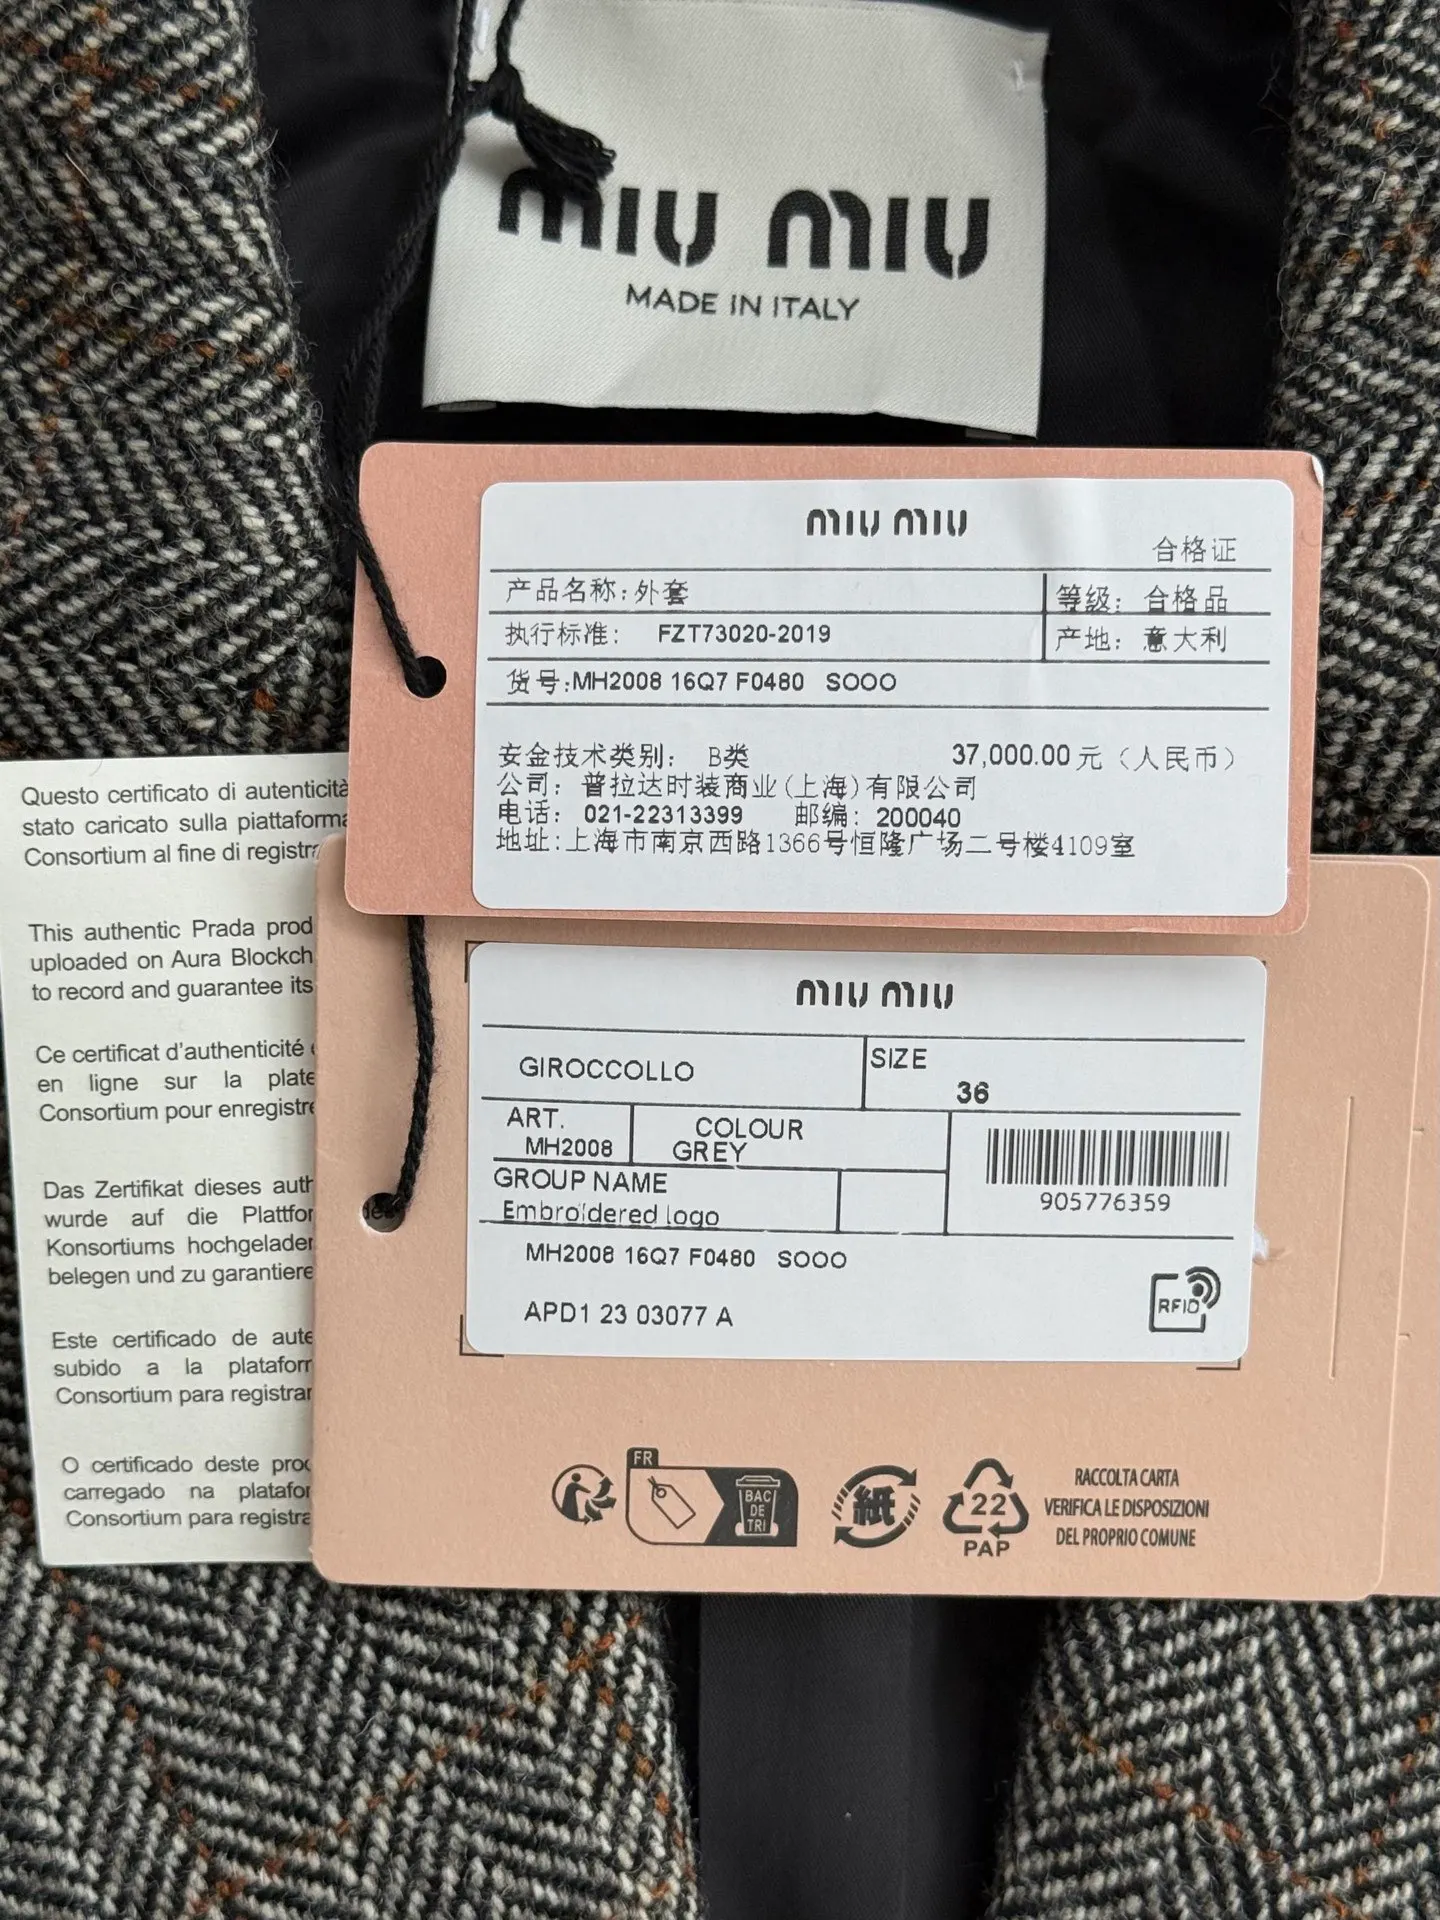 MIU MIU
MADE IN ITALY
MIU MIU
合格证
产品名称:外套
等级: 合格品
执行标准: FZT73020-2019
产地: 意大利
货号:MH2008 16Q7 F0480 S000
安金技术类别: B类
37,000.00元（人民币）
公司: 普拉达时装商业(上海)有限公司
电话: 021-22313399 邮编: 200040
地址:上海市南京西路1366号恒隆广场二号楼4109室
Questo certificato di autenticità
stato caricato sulla piattaforma
Consortium al fine di registr
This authentic Prada prod
uploaded on Aura Blockch
to record and guarantee its
Ce certificat d'authenticité
en ligne sur la plate
Consortium pour enregistre
Das Zertifikat dieses auth
wurde auf die Plattfor
Konsortiums hochgelader
belegen und zu garantiere
Este certificado de aute
subido a la plataforr
Consortium para registrar
O certificado deste proc
carregado na platafor
Consortium para registra
MIU MIU
GIROCCOLLO
SIZE
36
ART.
MH2008
COLOUR
GREY
GROUP NAME
Embroidered logo
905776359
MH2008 16Q7 F0480 S000
APD1 23 03077 A
RFID
FR
BAC
DE
TRI
紙
22
PAP
RACCOLTA CARTA
VERIFICA LE DISPOSIZIONI
DEL PROPRIO COMUNE